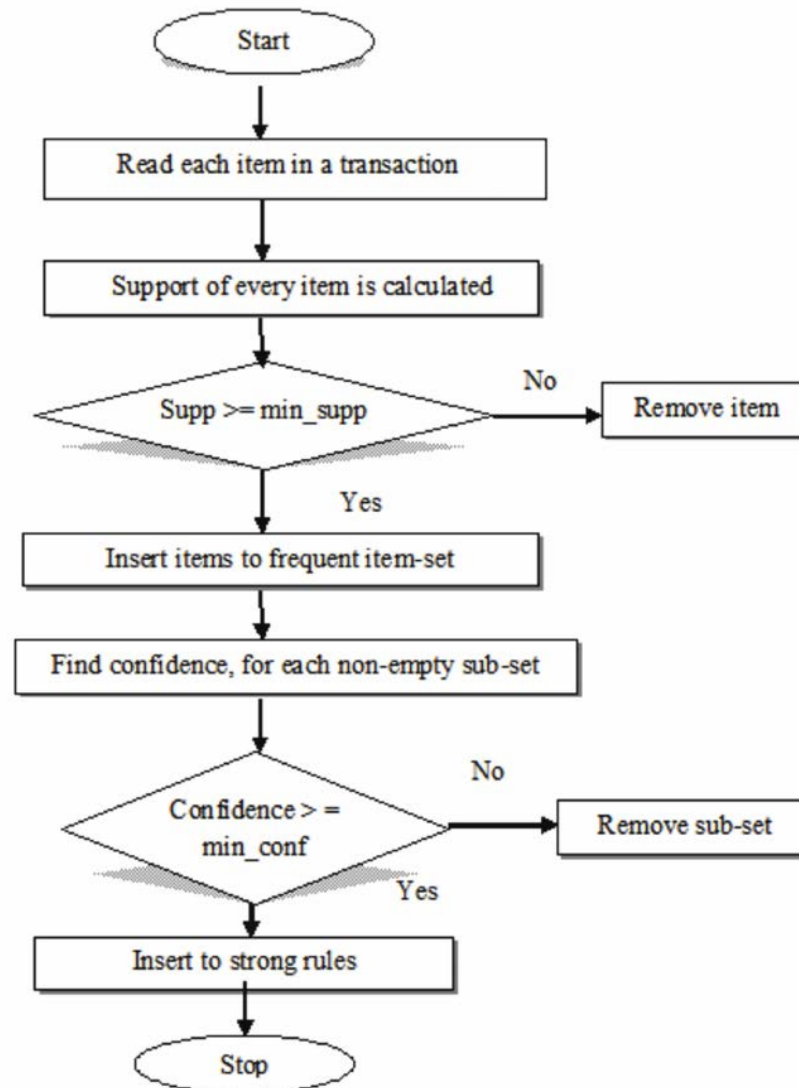 Start
Read each item in a transaction
Support of every item is calculated
Supp >= min_supp
No
Remove item
Yes
Insert items to frequent item-set
Find confidence, for each non-empty sub-set
Confidence > =
min_conf
No
Remove sub-set
Yes
Insert to strong rules
Stop